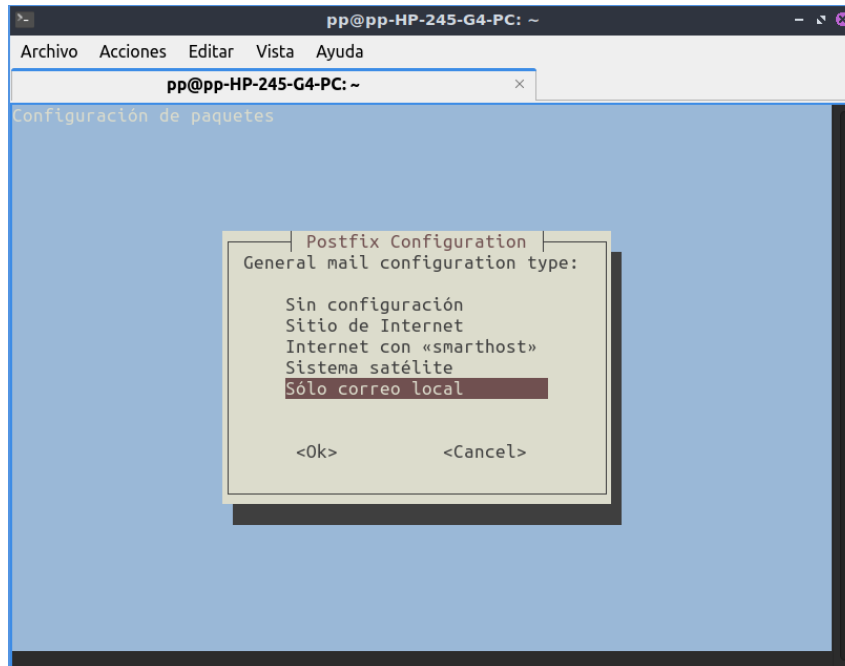 pp@pp-HP-245-G4-PC: ~
Archivo Acciones Editar Vista Ayuda
pp@pp-HP-245-G4-PC: ~
Configuración de paquetes
Postfix Configuration
General mail configuration type:
Sin configuración
Sitio de Internet
Internet con «smarthost»
Sistema satélite
Sólo correo local
<Ok> <Cancel>